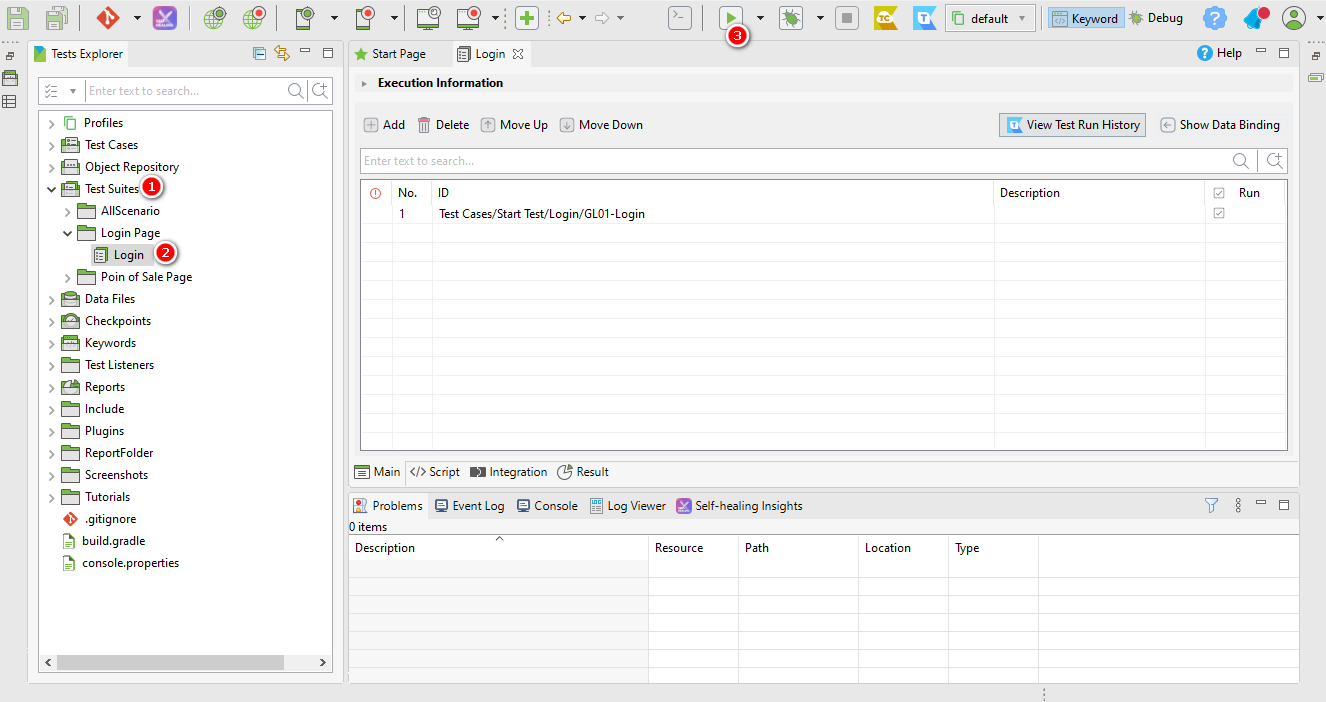 SELF HEALING
TC
T
default
Keyword
Debug
?
3
Tests Explorer
Enter text to search...
Profiles
Test Cases
Object Repository
Test Suites
1
AllScenario
Login Page
Login
2
Poin of Sale Page
Data Files
Checkpoints
Keywords
Test Listeners
Reports
Include
Plugins
ReportFolder
Screenshots
Tutorials
.gitignore
build.gradle
console.properties
Start Page
Login
Help
Execution Information
Add
Delete
Move Up
Move Down
View Test Run History
Show Data Binding
Enter text to search...
No.
ID
Description
Run
1
Test Cases/Start Test/Login/GL01-Login
Main
Script
Integration
Result
Problems
Event Log
Console
Log Viewer
Self-healing Insights
0 items
Description
Resource
Path
Location
Type